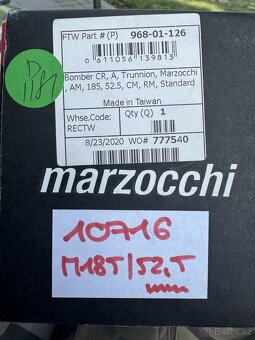 FTW Part # (P) 968-01-126
0 611056 139813
Bomber CR, A, Trunnion, Marzocchi
, AM, 185, 52.5, CM, RM, Standard
Made in Taiwan
Whse.Code: Qty (Q) 1
RECTW
8/23/2020 WO# 777540
marzocchi
10716
M18T/52,T